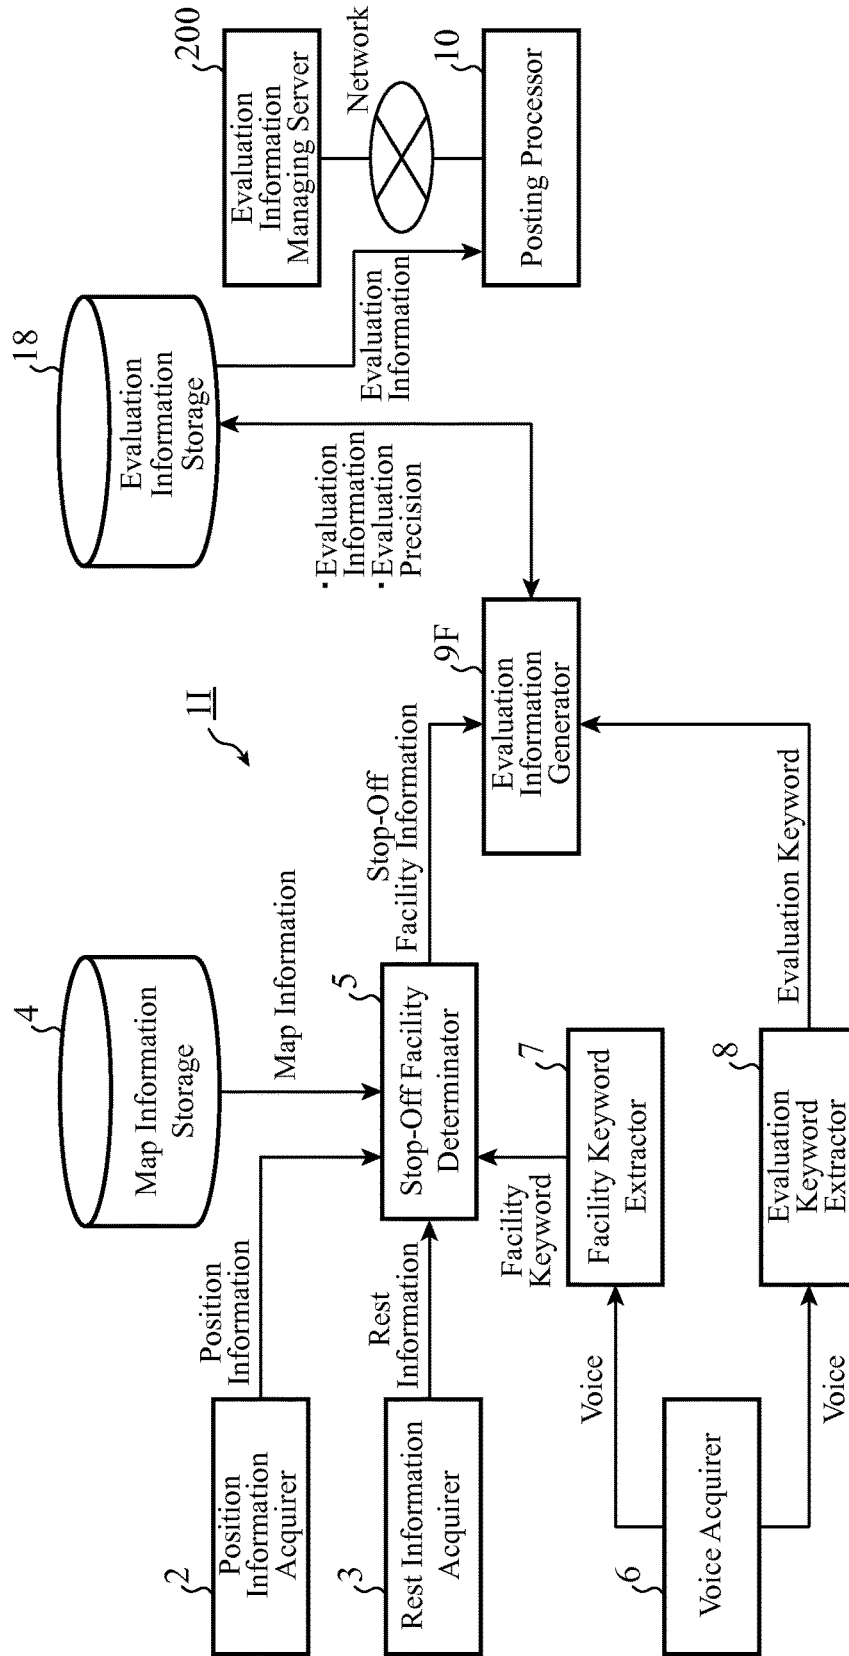 4
18
Map Information
Storage
Evaluation
Information
Storage
1I
200
Evaluation
Information
Managing Server
2
Position
Information
Acquirer
Position
Information
Map Information
・Evaluation
Information
・Evaluation
Precision
Evaluation
Information
Network
3
Rest Information
Acquirer
Rest
Information
5
Stop-Off Facility
Determinator
Stop-Off
Facility Information
9F
Evaluation
Information
Generator
10
Posting Processor
Facility
Keyword
7
Facility Keyword
Extractor
Voice
6
Voice Acquirer
Voice
8
Evaluation
Keyword
Extractor
Evaluation Keyword